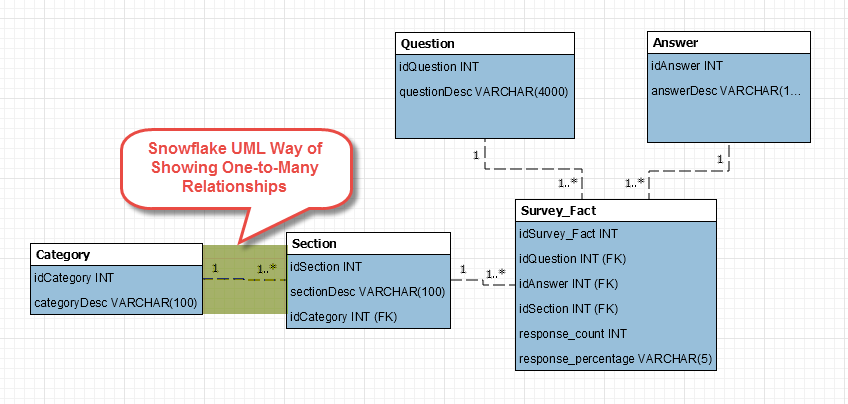 Question
idQuestion INT
questionDesc VARCHAR(4000)
Answer
idAnswer INT
answerDesc VARCHAR(1...
Snowflake UML Way of
Showing One-to-Many
Relationships
1
1..*
1
1..*
Category
idCategory INT
categoryDesc VARCHAR(100)
1
1..*
Section
idSection INT
sectionDesc VARCHAR(100)
idCategory INT (FK)
1
1..*
Survey_Fact
idSurvey_Fact INT
idQuestion INT (FK)
idAnswer INT (FK)
idSection INT (FK)
response_count INT
response_percentage VARCHAR(5)